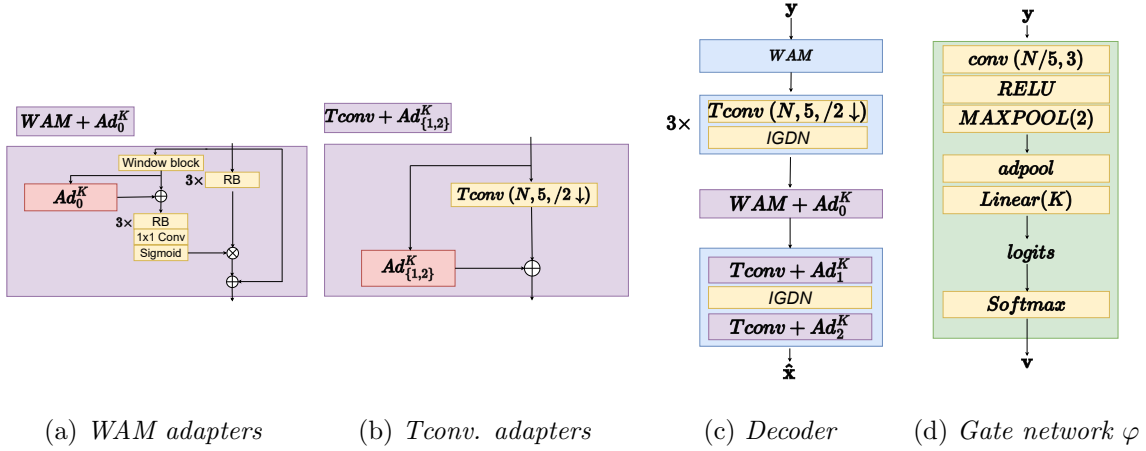 WAM + Ad_0^K
Window block
3× RB
Ad_0^K
3× RB
1x1 Conv
Sigmoid
(a) WAM adapters
Tconv + Ad_{1,2}^K
Tconv (N, 5, /2 ↓)
Ad_{1,2}^K
(b) Tconv. adapters
y
WAM
3×
Tconv (N, 5, /2 ↓)
IGDN
WAM + Ad_0^K
Tconv + Ad_1^K
IGDN
Tconv + Ad_2^K
x̂
(c) Decoder
y
conv (N/5, 3)
RELU
MAXPOOL(2)
adpool
Linear(K)
logits
Softmax
v
(d) Gate network φ